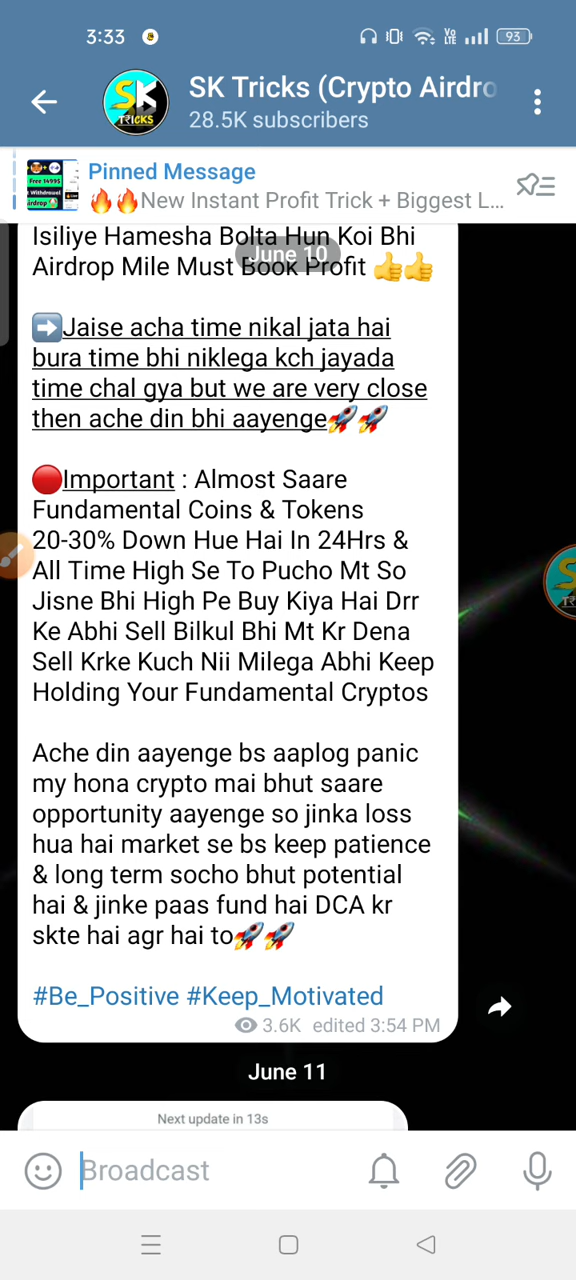 3:33
Vo LTE
93
SK Tricks (Crypto Airdro
28.5K subscribers
SK TRICKS
Pinned Message
🔥🔥New Instant Profit Trick + Biggest L...
Isiliye Hamesha Bolta Hun Koi Bhi
June 10
Airdrop Mile Must Book Profit 👍👍
➡️Jaise acha time nikal jata hai
bura time bhi niklega kch jayada
time chal gya but we are very close
then ache din bhi aayenge🚀🚀
🔴Important : Almost Saare
Fundamental Coins & Tokens
20-30% Down Hue Hai In 24Hrs &
All Time High Se To Pucho Mt So
Jisne Bhi High Pe Buy Kiya Hai Drr
Ke Abhi Sell Bilkul Bhi Mt Kr Dena
Sell Krke Kuch Nii Milega Abhi Keep
Holding Your Fundamental Cryptos
Ache din aayenge bs aaplog panic
my hona crypto mai bhut saare
opportunity aayenge so jinka loss
hua hai market se bs keep patience
& long term socho bhut potential
hai & jinke paas fund hai DCA kr
skte hai agr hai to🚀🚀
#Be_Positive #Keep_Motivated
3.6K edited 3:54 PM
June 11
Next update in 13s
Broadcast